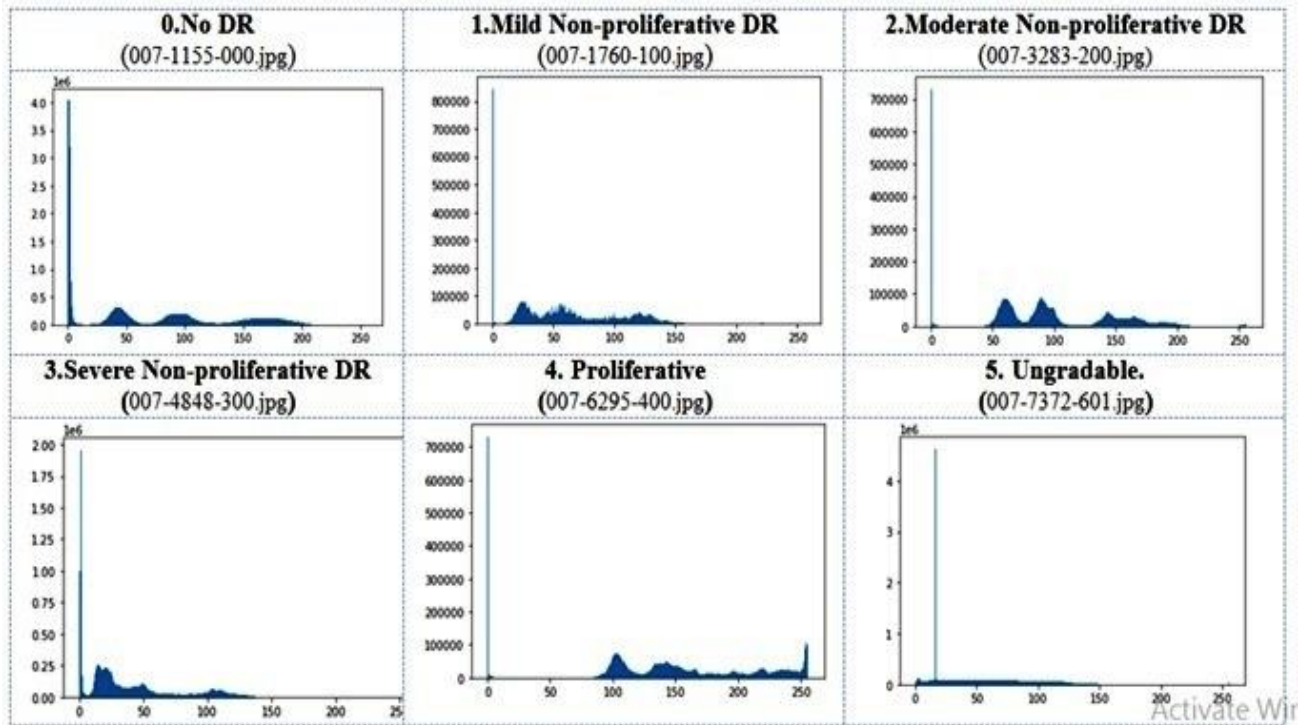 0.No DR
(007-1155-000.jpg)
1.Mild Non-proliferative DR
(007-1760-100.jpg)
2.Moderate Non-proliferative DR
(007-3283-200.jpg)
1e6
4.0
3.5
3.0
2.5
2.0
1.5
1.0
0.5
0.0
0 50 100 150 200 250
800000
700000
600000
500000
400000
300000
200000
100000
0
0 50 100 150 200 250
700000
600000
500000
400000
300000
200000
100000
0
0 50 100 150 200 250
3.Severe Non-proliferative DR
(007-4848-300.jpg)
4. Proliferative
(007-6295-400.jpg)
5. Ungradable.
(007-7372-601.jpg)
1e6
2.00
1.75
1.50
1.25
1.00
0.75
0.50
0.25
0.00
0 50 100 150 200 25
700000
600000
500000
400000
300000
200000
100000
0
0 50 100 150 200 250
1e6
4
3
2
1
0
0 50 100 150 200 250
Activate Win